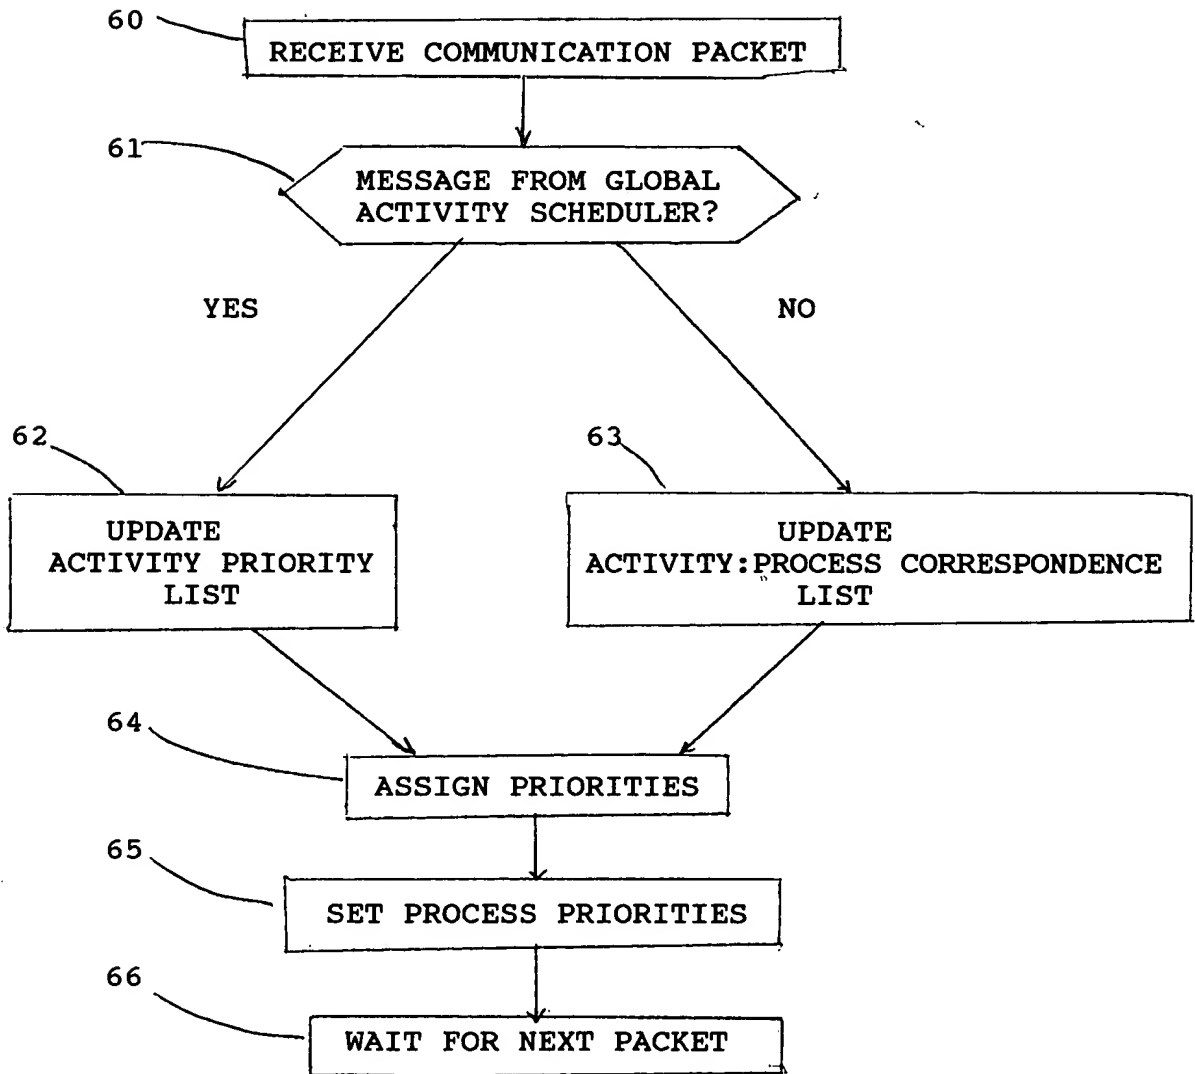 60
RECEIVE COMMUNICATION PACKET
61
MESSAGE FROM GLOBAL
ACTIVITY SCHEDULER?
YES
NO
62
63
UPDATE
ACTIVITY PRIORITY
LIST
UPDATE
ACTIVITY:PROCESS CORRESPONDENCE
LIST
64
ASSIGN PRIORITIES
65
SET PROCESS PRIORITIES
66
WAIT FOR NEXT PACKET